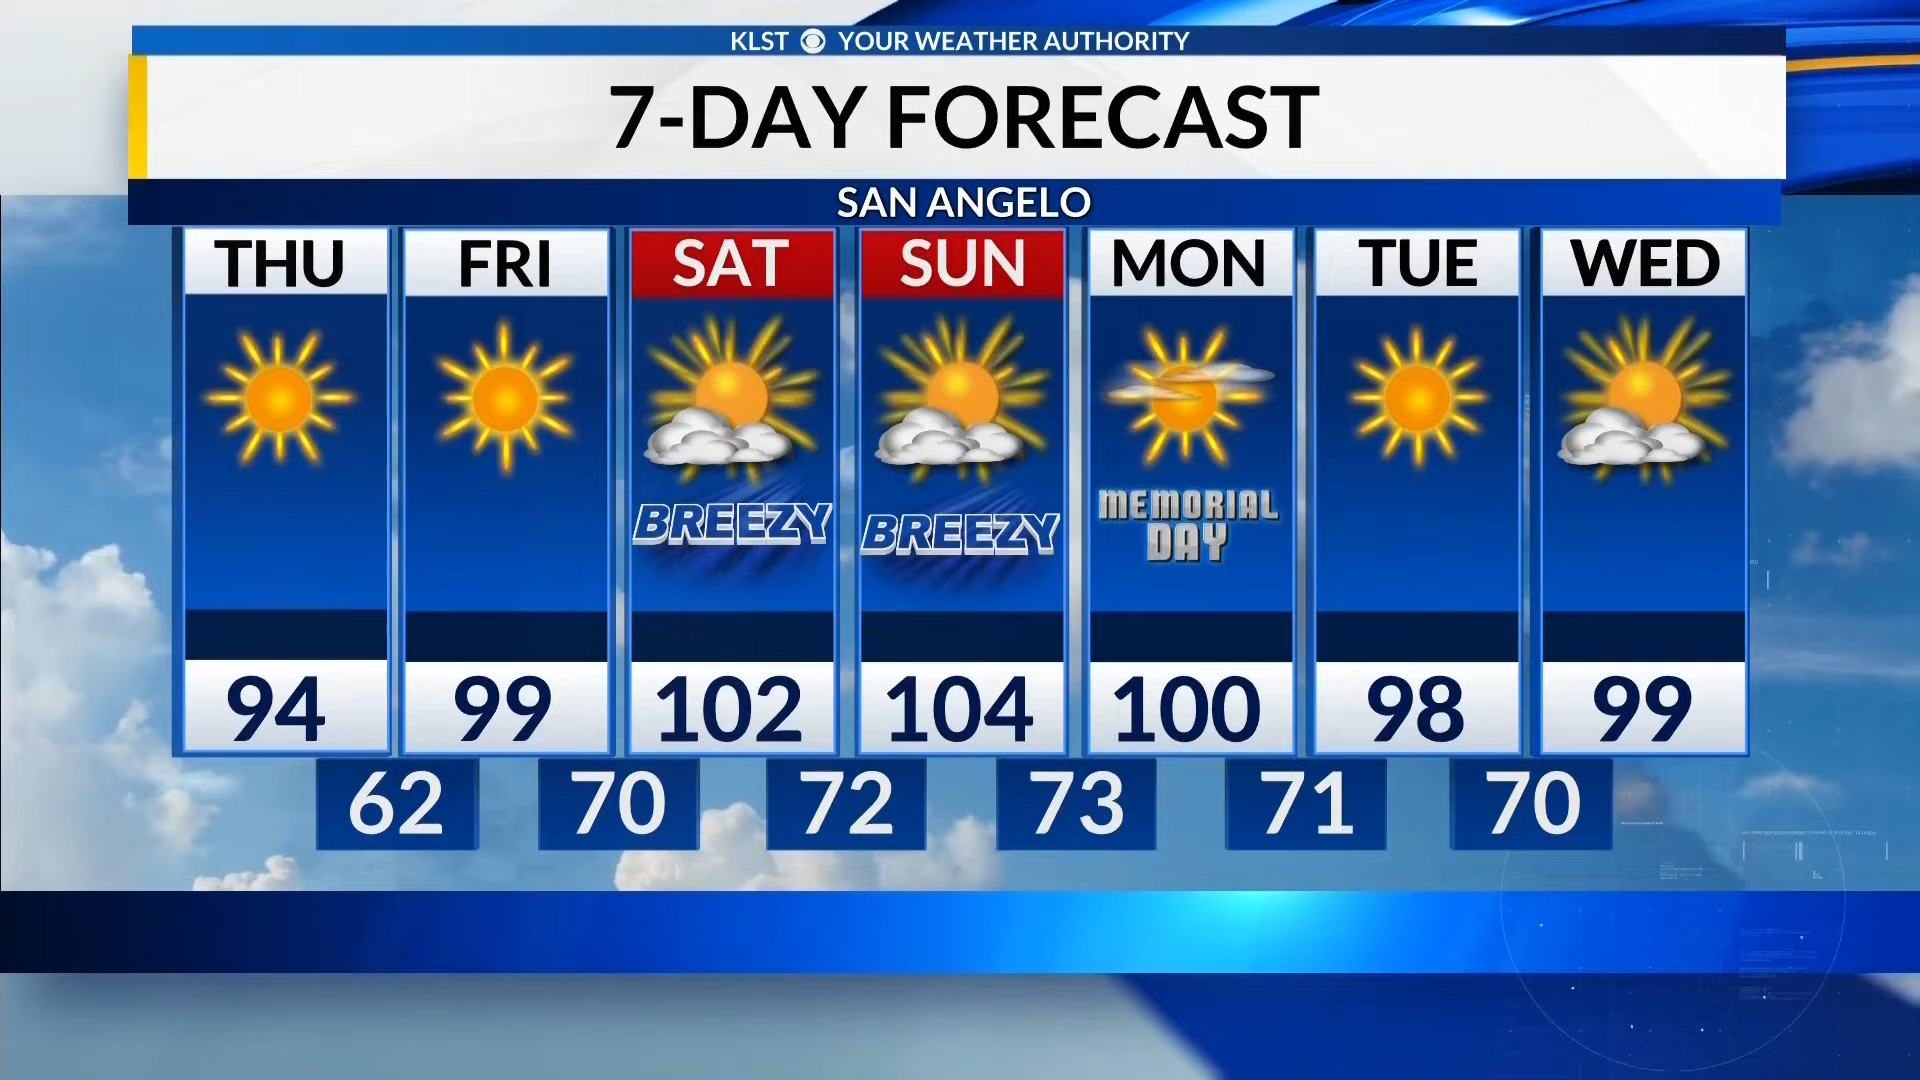 KLST YOUR WEATHER AUTHORITY
7-DAY FORECAST
SAN ANGELO
THU FRI SAT SUN MON TUE WED
BREEZY BREEZY MEMORIAL
DAY
94 99 102 104 100 98 99
62 70 72 73 71 70